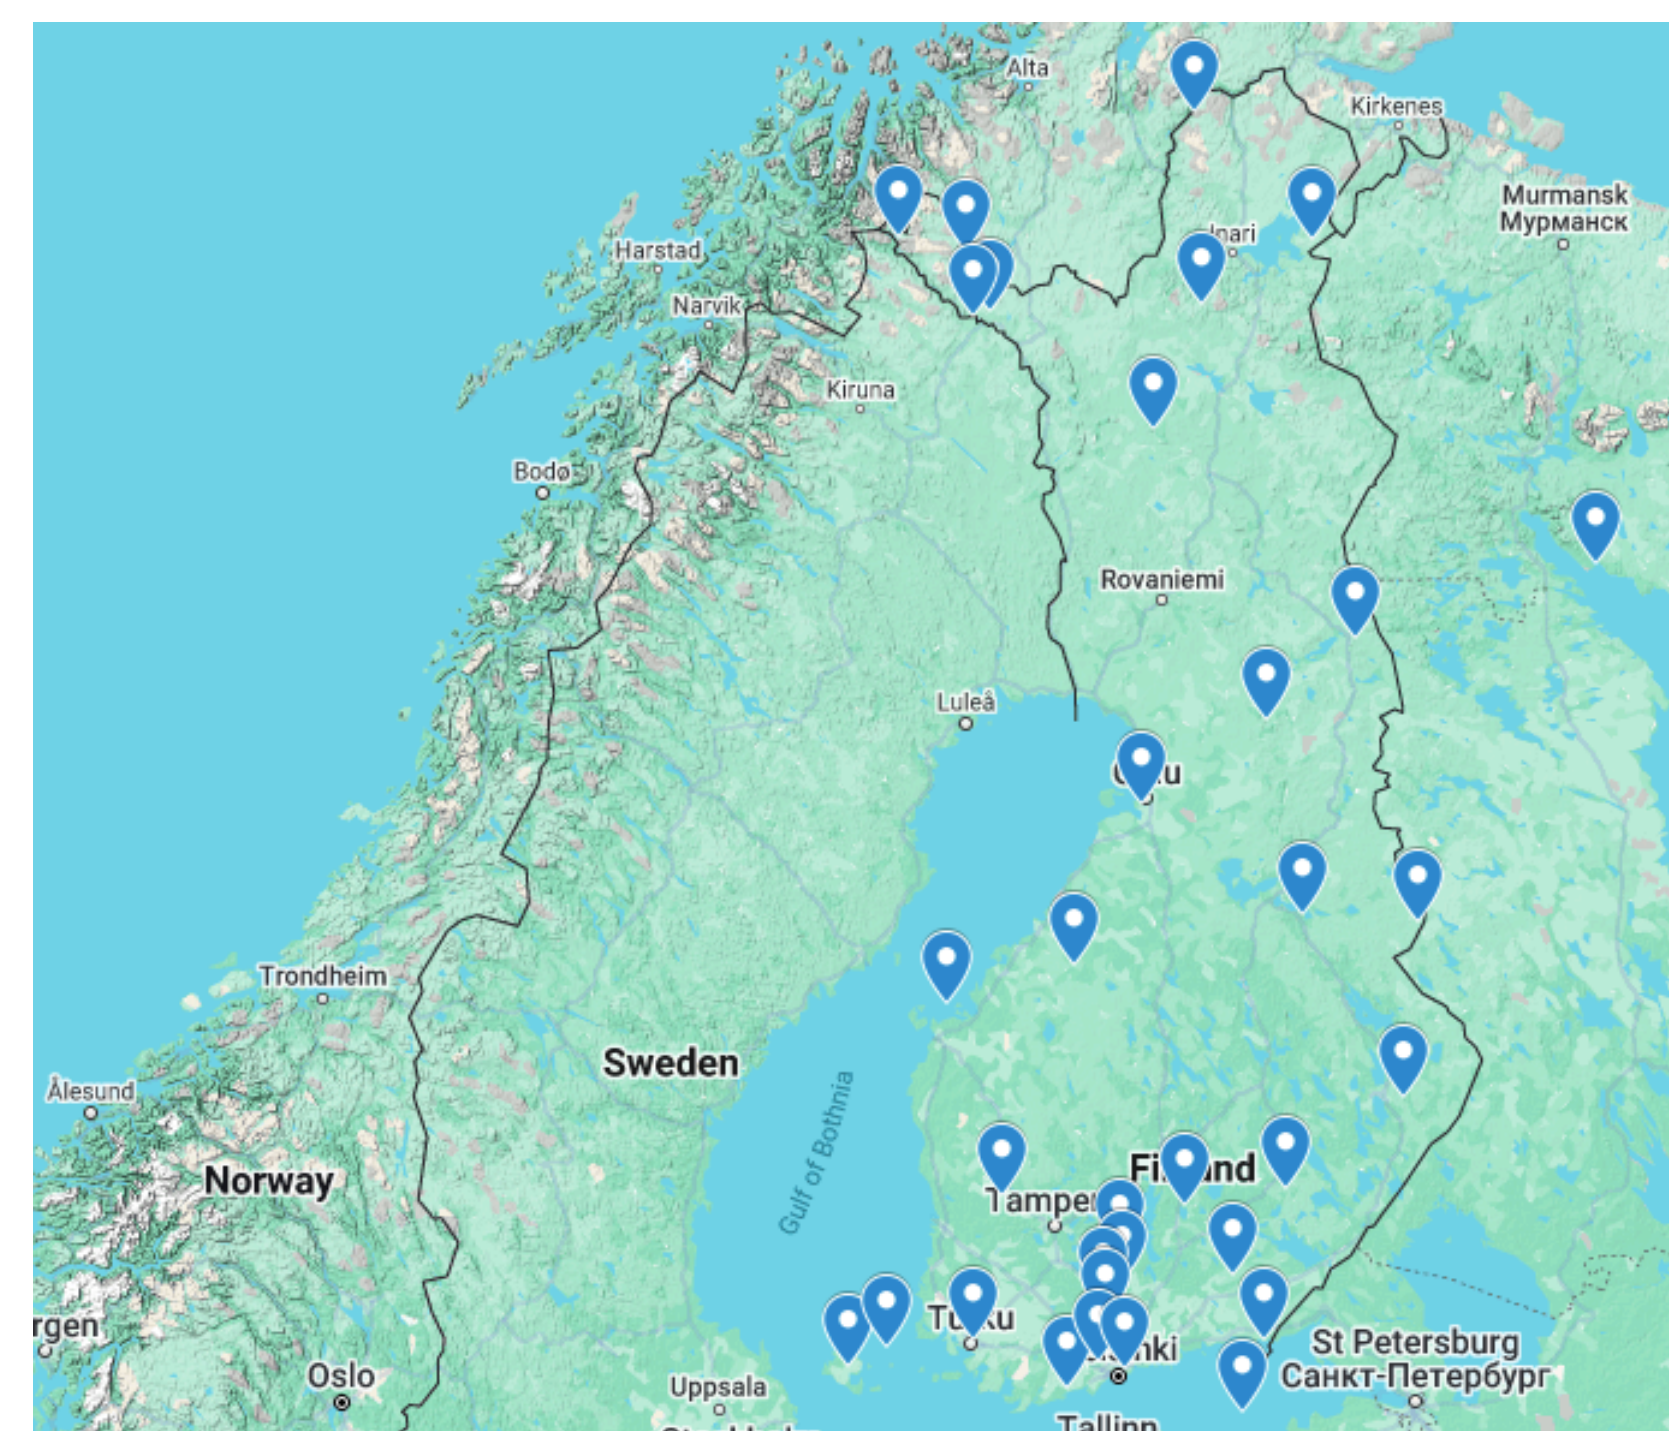 Alta
Kirkenes
Murmansk
Мурманск
Harstad
Inari
Narvik
Kiruna
Bodø
Rovaniemi
Luleå
Trondheim
Sweden
Ålesund
Gulf of Bothnia
Norway
Oslo
Uppsala
St Petersburg
Санкт-Петербург
Tallinn